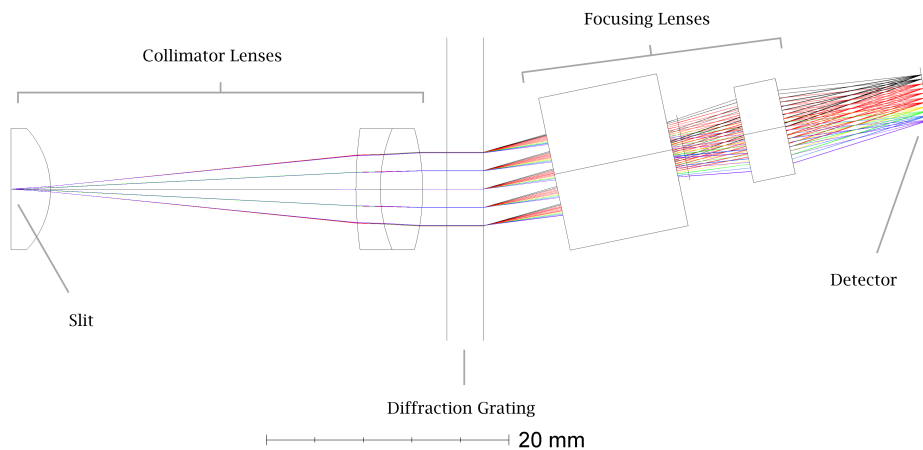 Focusing Lenses
Collimator Lenses
Detector
Slit
Diffraction Grating
20 mm